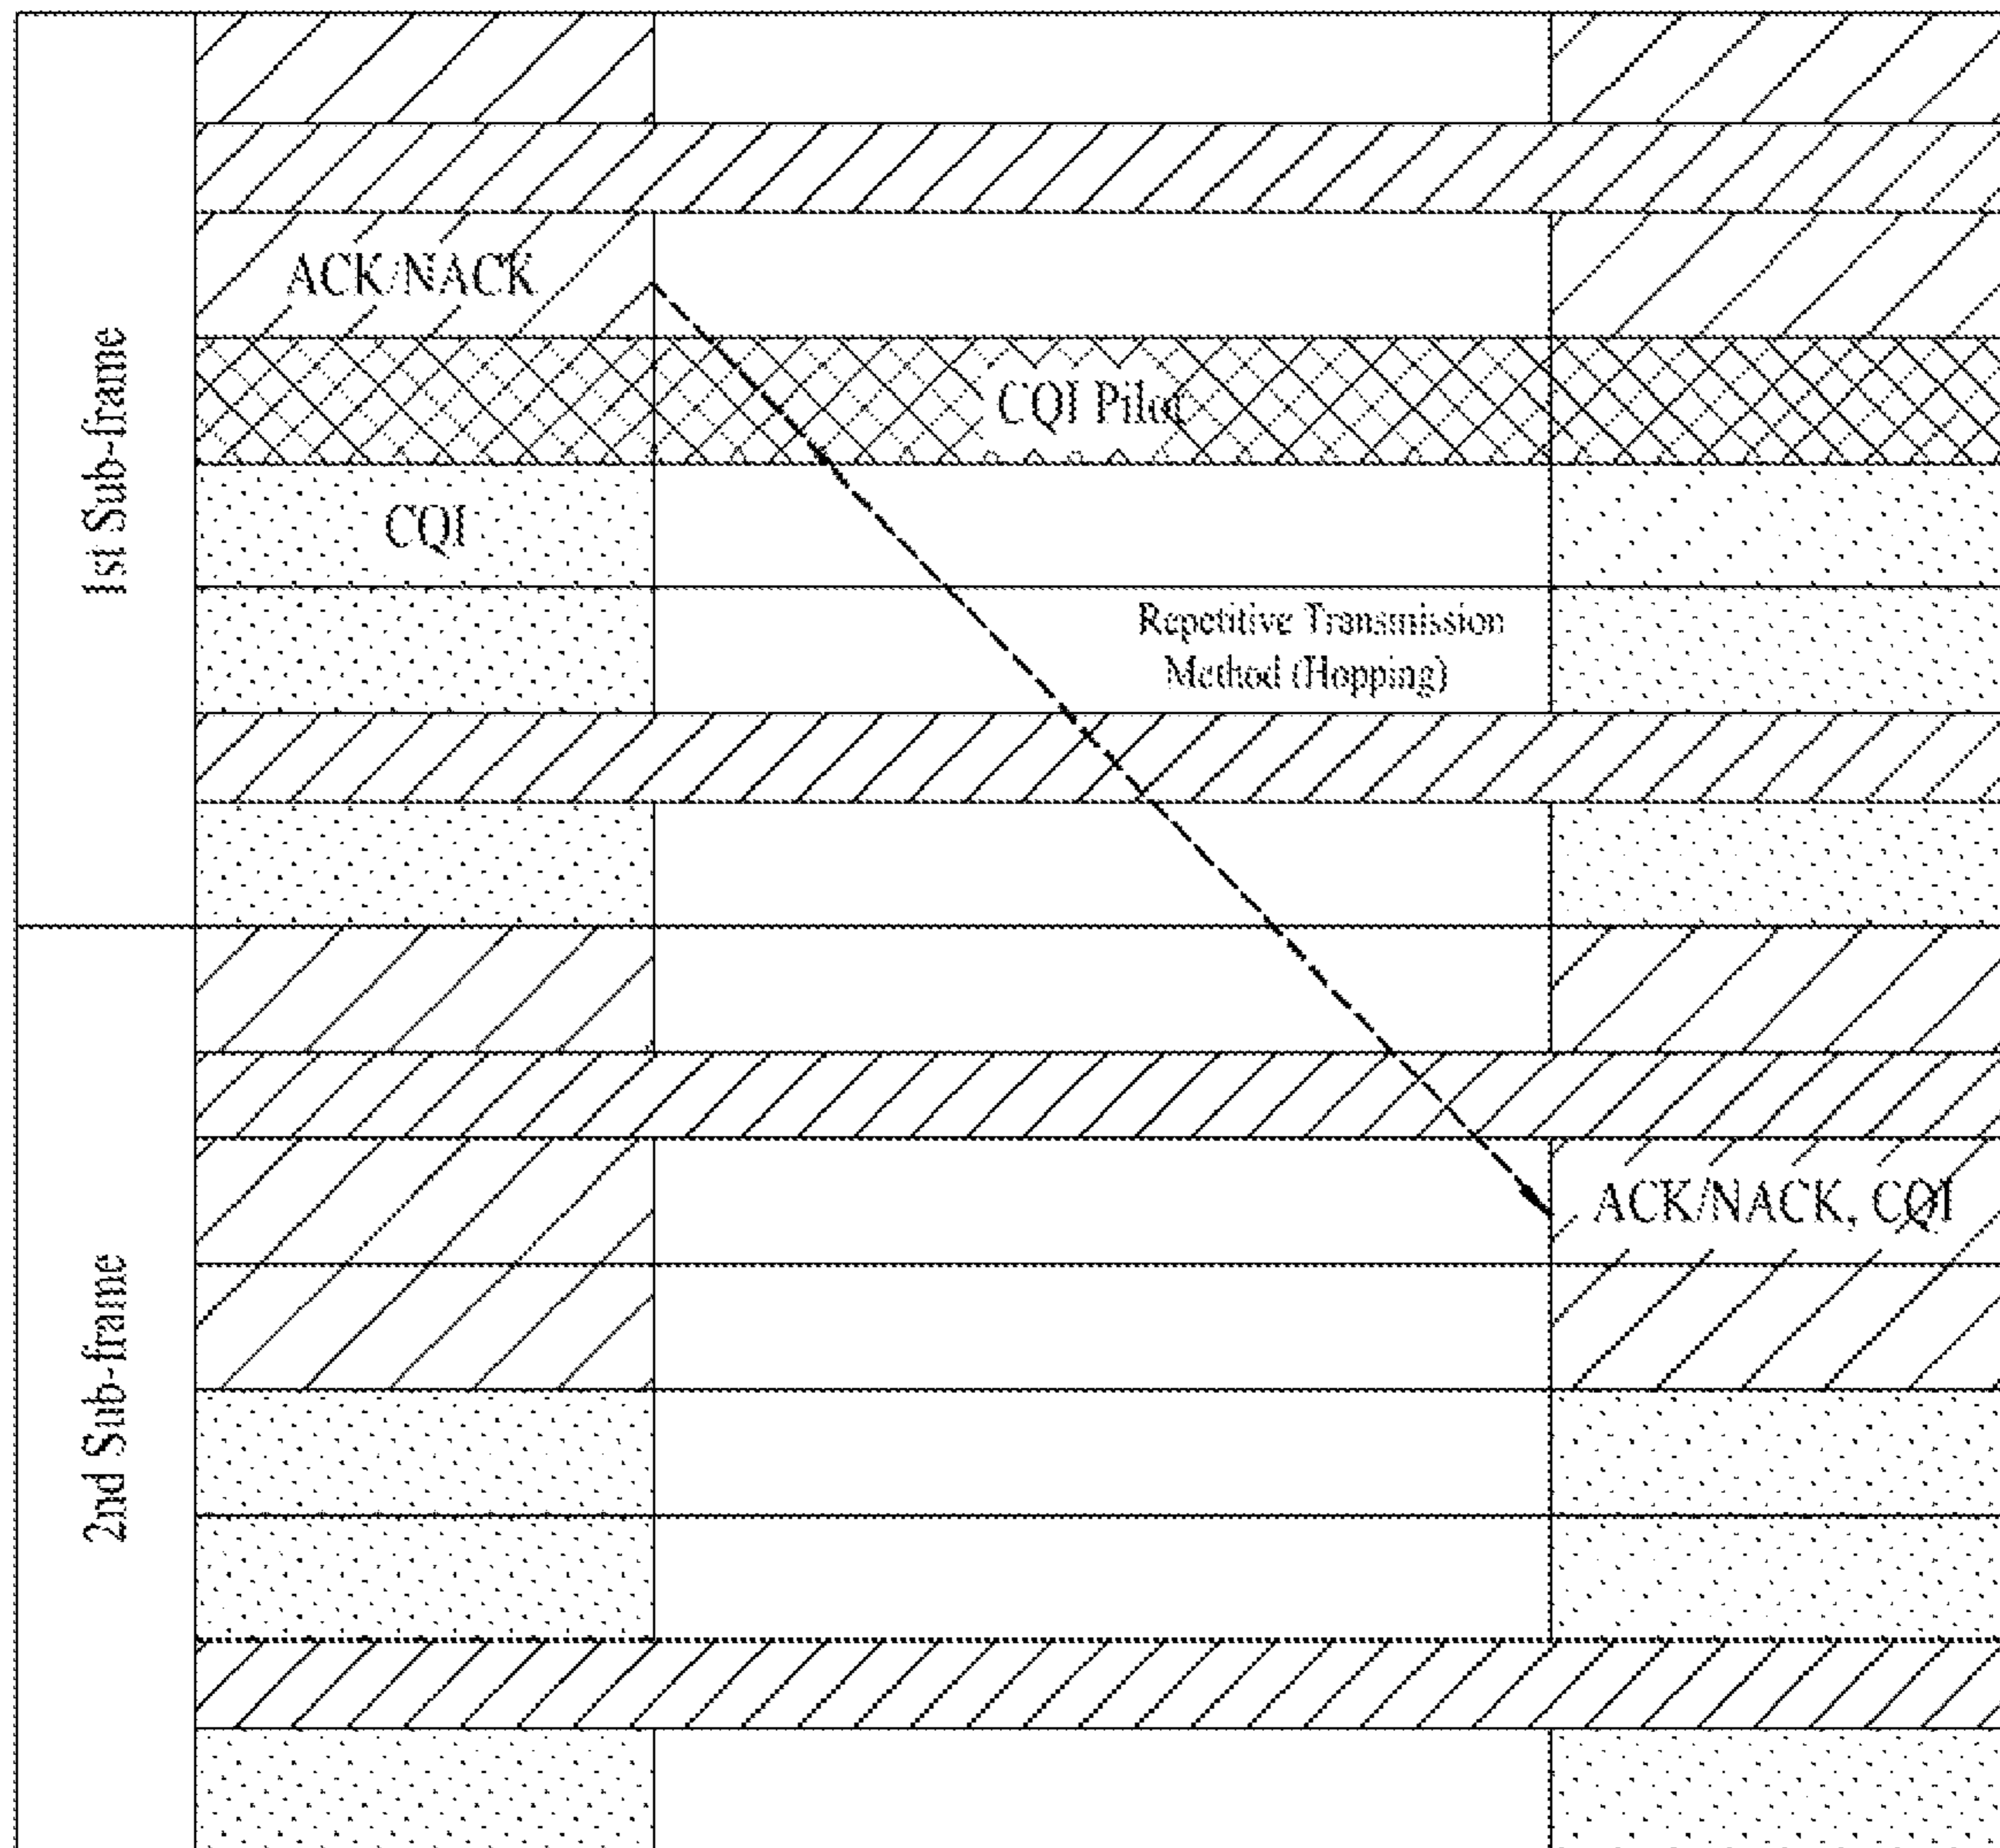 1st Sub-frame
ACK/NACK
CQI Pilot
CQI
Repetitive Transmission
Method (Hopping)
2nd Sub-frame
ACK/NACK, CQI